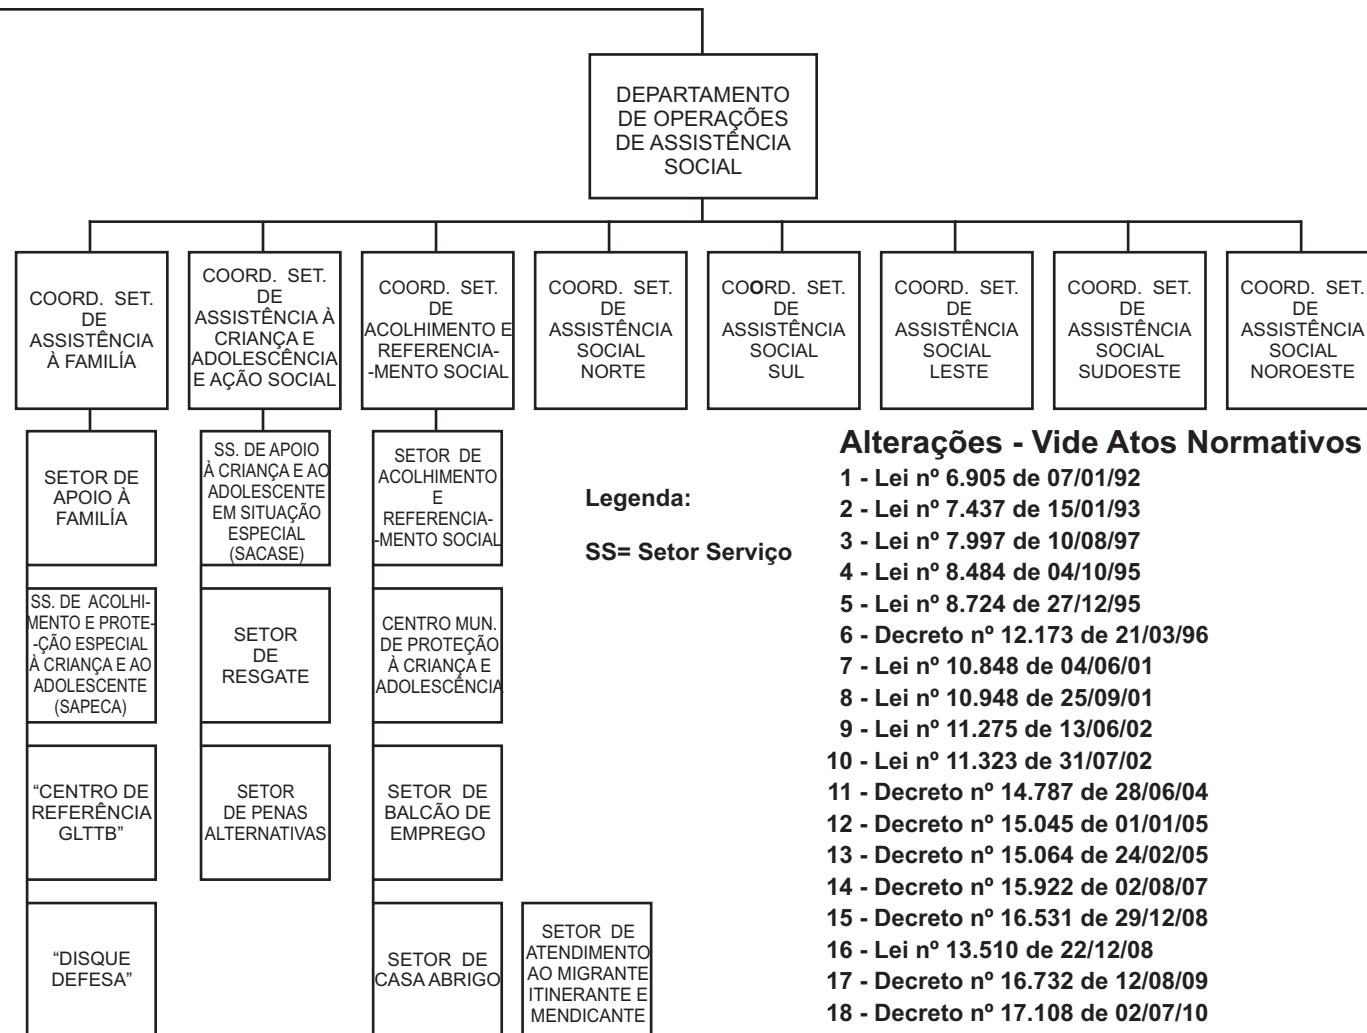 DEPARTAMENTO
DE OPERAÇÕES
DE ASSISTÊNCIA
SOCIAL
COORD. SET.
DE
ASSISTÊNCIA
À FAMILÍA
COORD. SET.
DE
ASSISTÊNCIA À
CRIANÇA E
ADOLESCÊNCIA
E AÇÃO SOCIAL
COORD. SET.
DE
ACOLHIMENTO E
REFERENCIA-
-MENTO SOCIAL
COORD. SET.
DE
ASSISTÊNCIA
SOCIAL
NORTE
COORD. SET.
DE
ASSISTÊNCIA
SOCIAL
SUL
COORD. SET.
DE
ASSISTÊNCIA
SOCIAL
LESTE
COORD. SET.
DE
ASSISTÊNCIA
SOCIAL
SUDOESTE
COORD. SET.
DE
ASSISTÊNCIA
SOCIAL
NOROESTE
SETOR DE
APOIO À
FAMILÍA
SS. DE ACOLHI-
MENTO E PROTE-
-ÇÃO ESPECIAL
À CRIANÇA E AO
ADOLESCENTE
(SAPECA)
“CENTRO DE
REFERÊNCIA
GLTTB”
“DISQUE
DEFESA”
SS. DE APOIO
À CRIANÇA E AO
ADOLESCENTE
EM SITUAÇÃO
ESPECIAL
(SACASE)
SETOR
DE
RESGATE
SETOR
DE PENAS
ALTERNATIVAS
SETOR DE
ACOLHIMENTO
E
REFERENCIA-
-MENTO SOCIAL
CENTRO MUN.
DE PROTEÇÃO
À CRIANÇA E
ADOLESCÊNCIA
SETOR DE
BALCÃO DE
EMPREGO
SETOR DE
CASA ABRIGO
SETOR DE
ATENDIMENTO
AO MIGRANTE
ITINERANTE E
MENDICANTE
Legenda:
SS= Setor Serviço
Alterações - Vide Atos Normativos
1 - Lei nº 6.905 de 07/01/92
2 - Lei nº 7.437 de 15/01/93
3 - Lei nº 7.997 de 10/08/97
4 - Lei nº 8.484 de 04/10/95
5 - Lei nº 8.724 de 27/12/95
6 - Decreto nº 12.173 de 21/03/96
7 - Lei nº 10.848 de 04/06/01
8 - Lei nº 10.948 de 25/09/01
9 - Lei nº 11.275 de 13/06/02
10 - Lei nº 11.323 de 31/07/02
11 - Decreto nº 14.787 de 28/06/04
12 - Decreto nº 15.045 de 01/01/05
13 - Decreto nº 15.064 de 24/02/05
14 - Decreto nº 15.922 de 02/08/07
15 - Decreto nº 16.531 de 29/12/08
16 - Lei nº 13.510 de 22/12/08
17 - Decreto nº 16.732 de 12/08/09
18 - Decreto nº 17.108 de 02/07/10